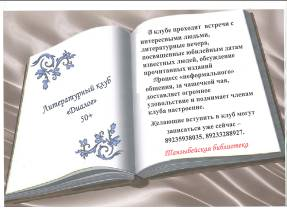 Литературный клуб
«Диалог»
50+
В клубе проходят встречи с
интересными людьми,
литературные вечера,
посвященные юбилейным датам
известных людей, обсуждение
прочитанных изданий.
Процесс «неформального»
общения, за чашечкой чая,
доставляет огромное
удовольствие и поднимает членам
клуба настроение.
Желающие вступить в клуб могут
записаться уже сейчас –
89235938035, 89233288927.
Танзыбейская библиотека